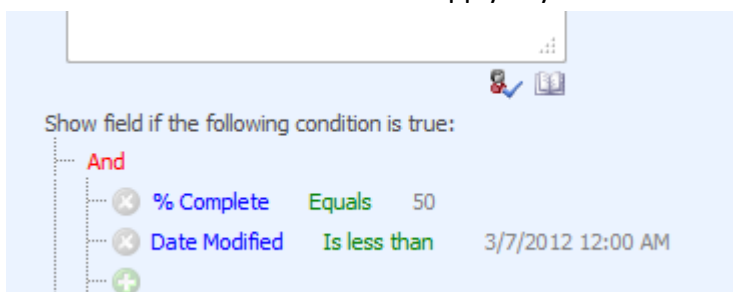 Show field if the following condition is true:
And
% Complete Equals 50
Date Modified Is less than 3/7/2012 12:00 AM